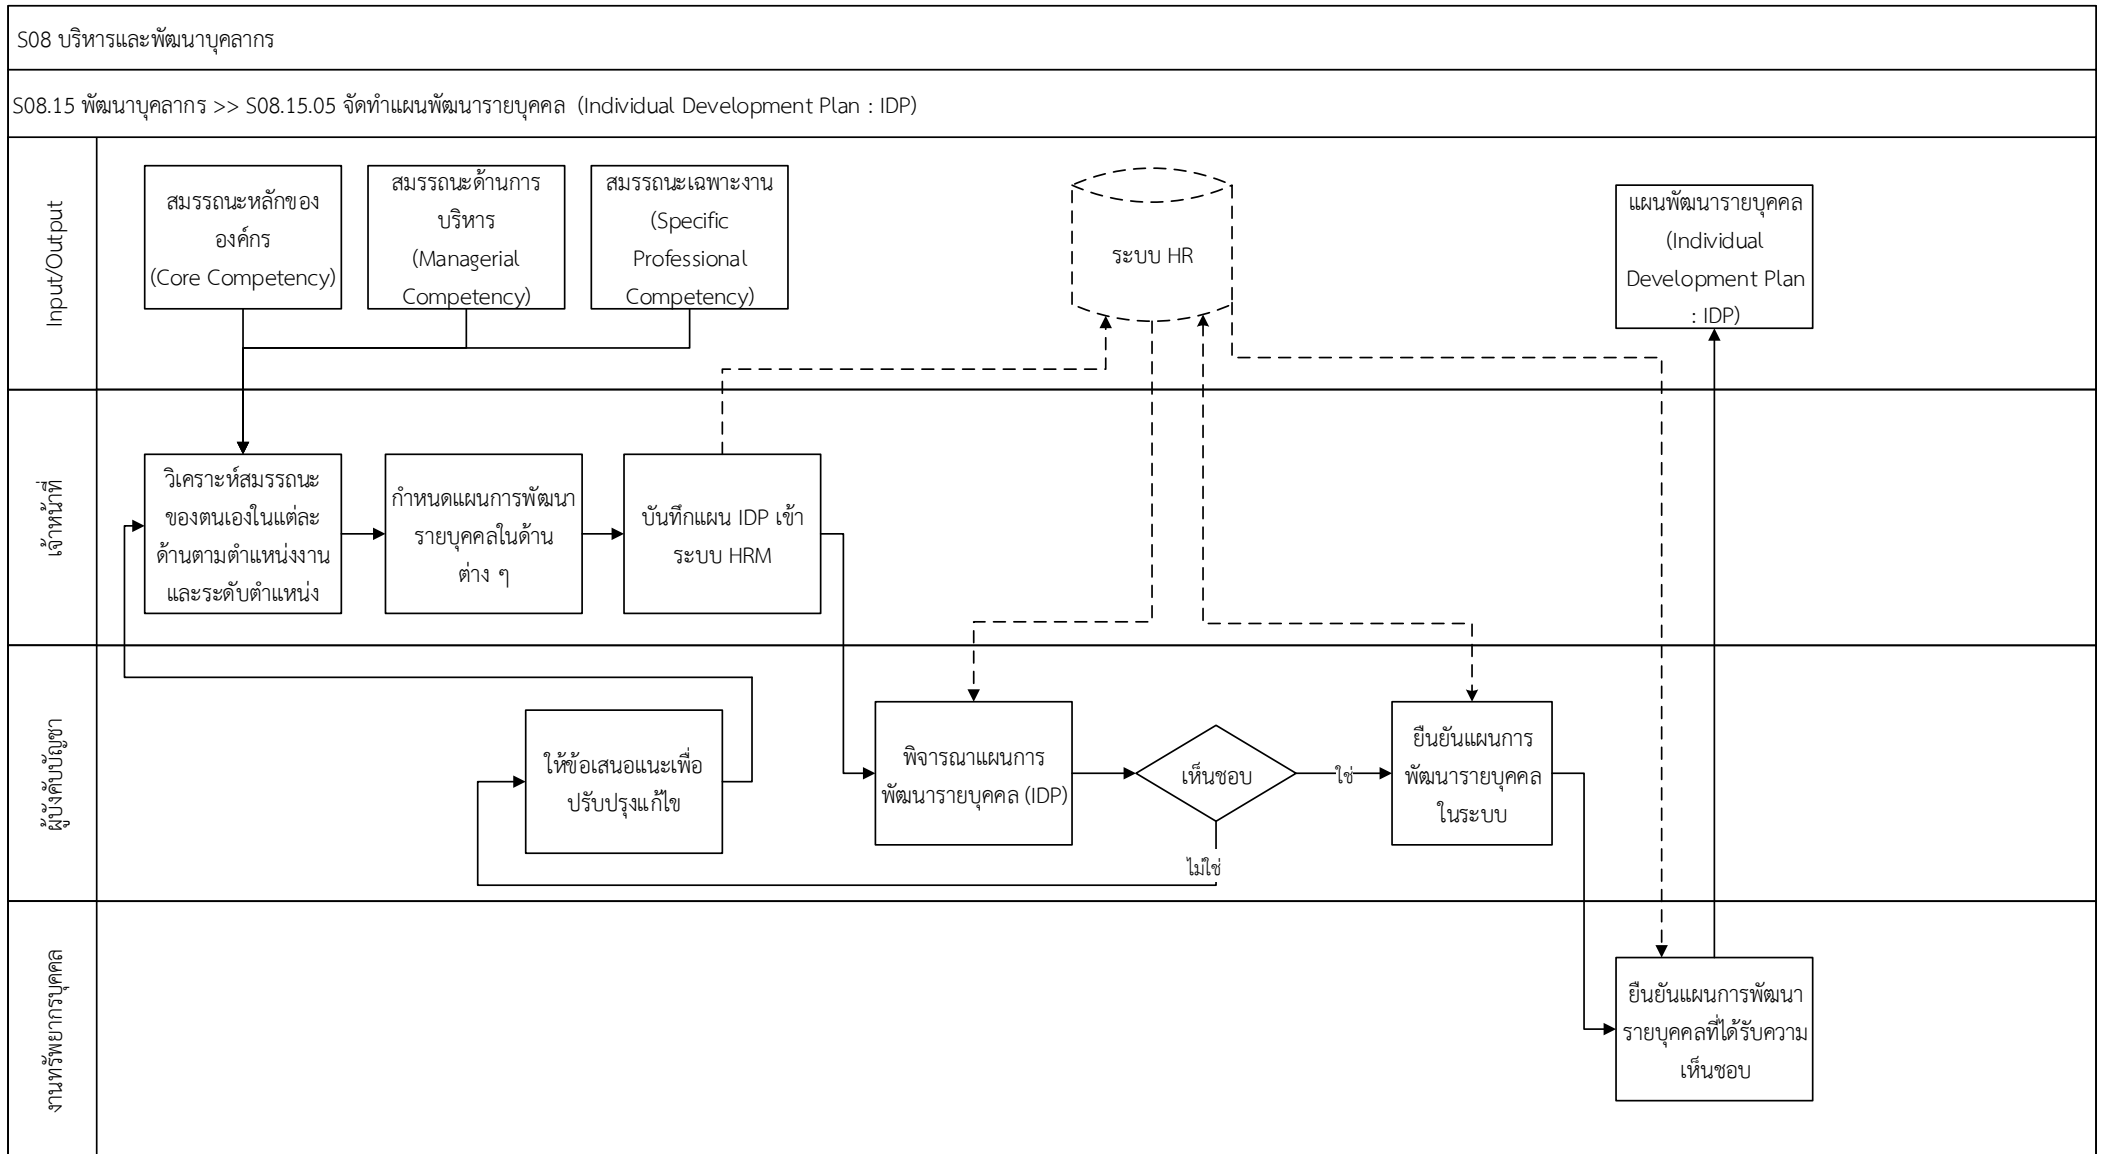 S08 บริหารและพัฒนาบุคลากร
S08.15 พัฒนาบุคลากร >> S08.15.05 จัดทำแผนพัฒนารายบุคคล (Individual Development Plan : IDP)
Input/Output
สมรรถนะหลักของ
องค์กร
(Core Competency)
สมรรถนะด้านการ
บริหาร
(Managerial
Competency)
สมรรถนะเฉพาะงาน
(Specific
Professional
Competency)
ระบบ HR
แผนพัฒนารายบุคคล
(Individual
Development Plan
: IDP)
เจ้าหน้าที่
วิเคราะห์สมรรถนะ
ของตนเองในแต่ละ
ด้านตามตำแหน่งงาน
และระดับตำแหน่ง
กำหนดแผนการพัฒนา
รายบุคคลในด้าน
ต่าง ๆ
บันทึกแผน IDP เข้า
ระบบ HRM
ผู้บังคับบัญชา
ให้ข้อเสนอแนะเพื่อ
ปรับปรุงแก้ไข
พิจารณาแผนการ
พัฒนารายบุคคล (IDP)
เห็นชอบ
ใช่
ไม่ใช่
ยืนยันแผนการ
พัฒนารายบุคคล
ในระบบ
งานทรัพยากรบุคคล
ยืนยันแผนการพัฒนา
รายบุคคลที่ได้รับความ
เห็นชอบ